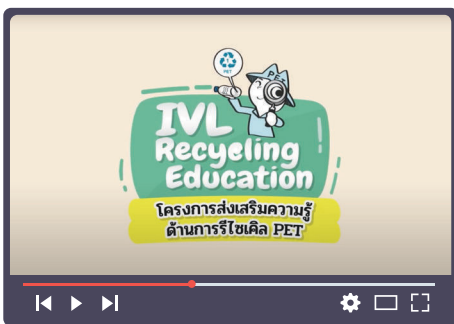 PET
PET
IVL
Recycling
Education
โครงการส่งเสริมความรู้
ด้านการรีไซเคิล PET